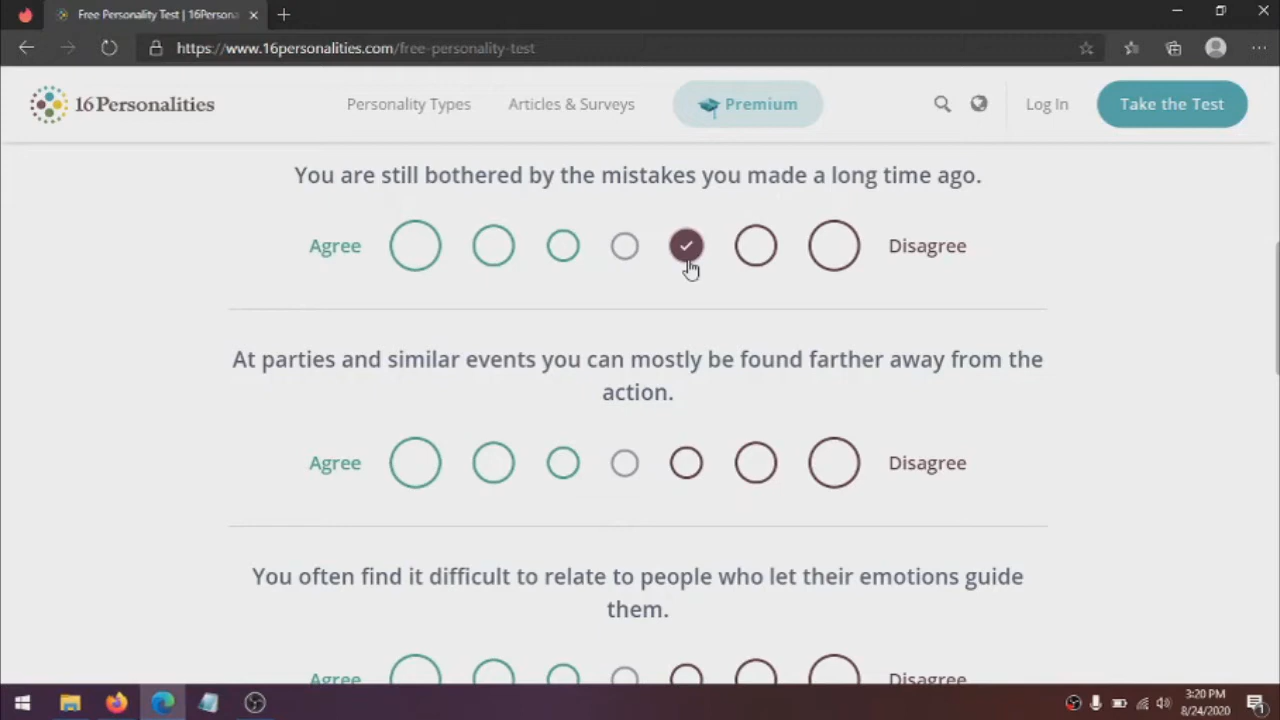 Free Personality Test | 16Persona
https://www.16personalities.com/free-personality-test
16Personalities
Personality Types
Articles & Surveys
Premium
Log In
Take the Test
You are still bothered by the mistakes you made a long time ago.
Agree
Disagree
At parties and similar events you can mostly be found farther away from the
action.
Agree
Disagree
You often find it difficult to relate to people who let their emotions guide
them.
Agree
Disagree
3:20 PM
8/24/2020
1